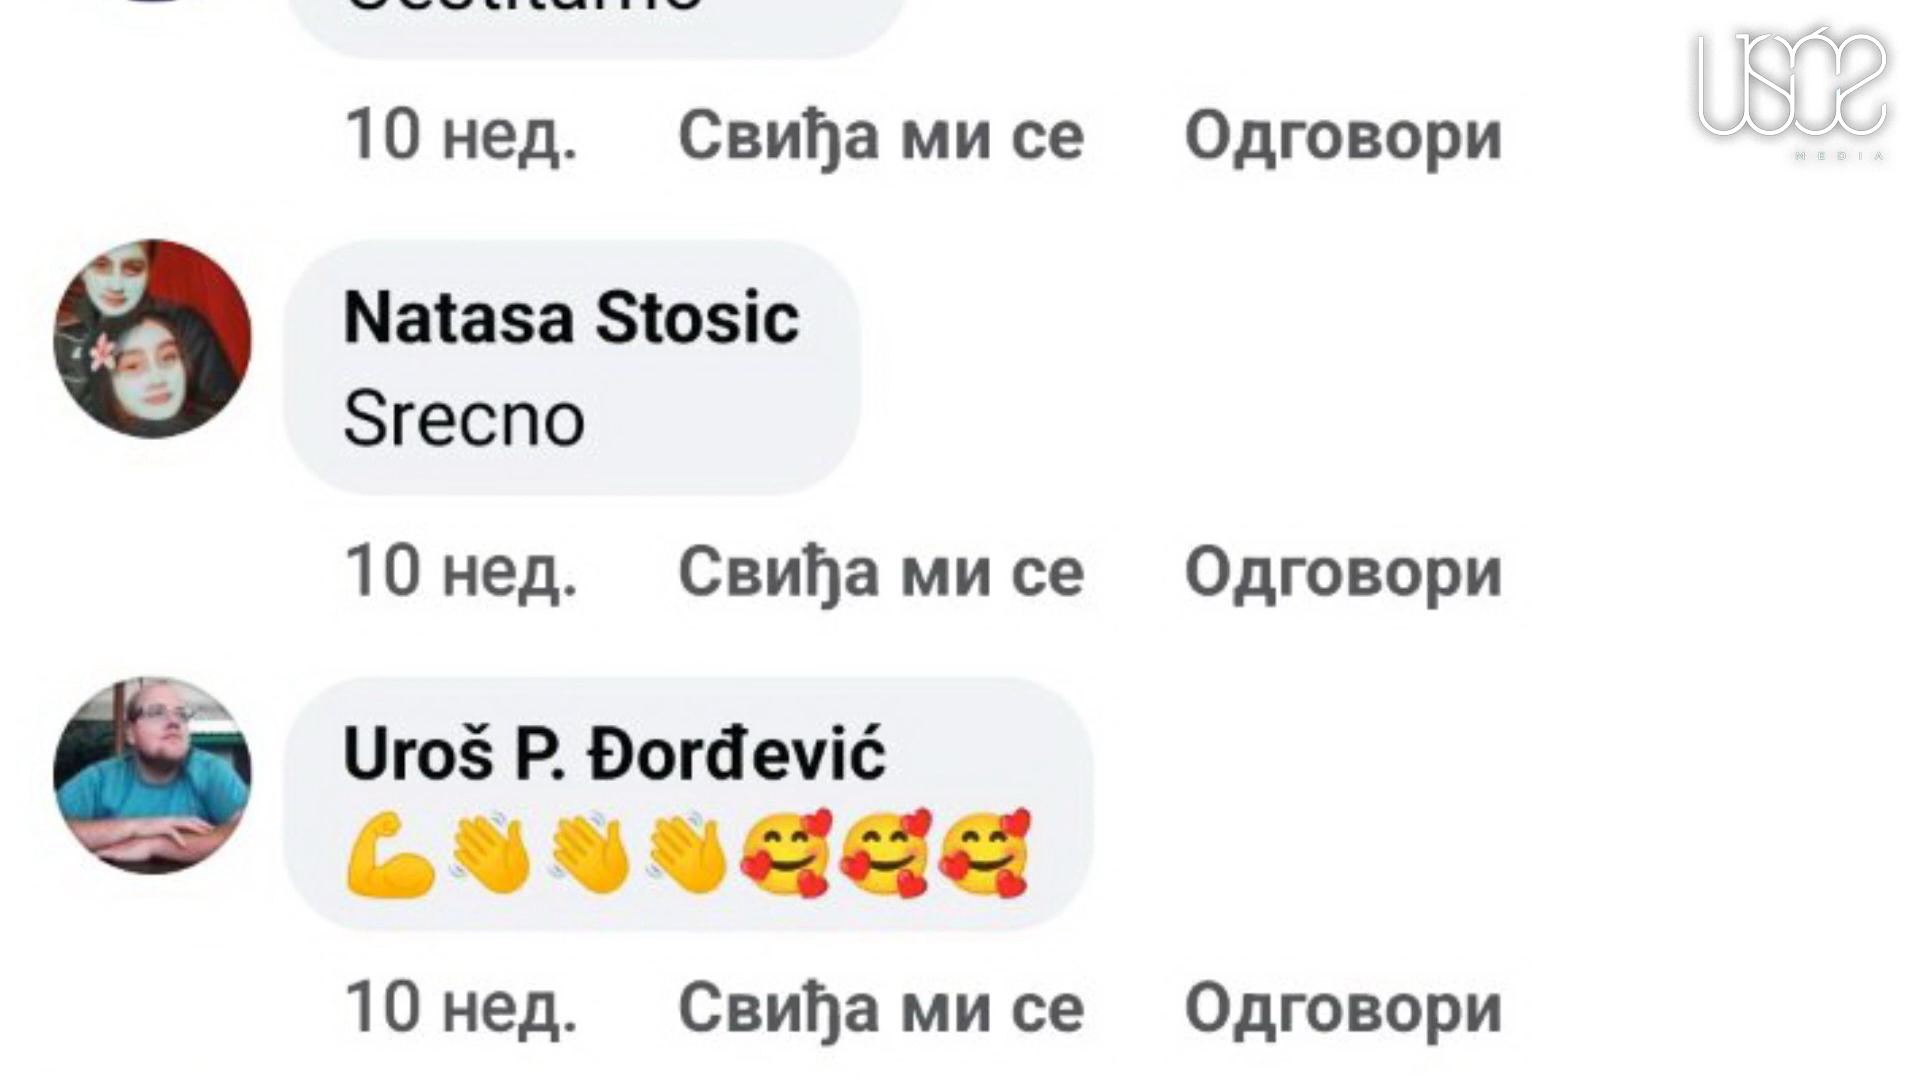 10 нед. Свиђа ми се Одговори
Natasa Stosic
Srecno
10 нед. Свиђа ми се Одговори
Uroš P. Đorđević
💪👋👋👋🥰🥰🥰
10 нед. Свиђа ми се Одговори
MEDIA